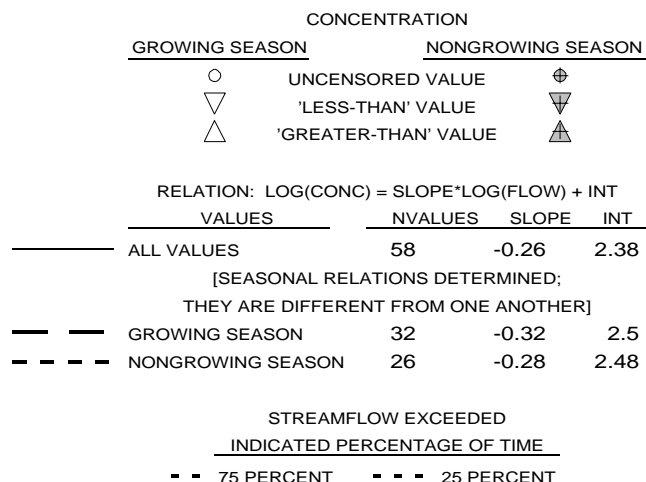 CONCENTRATION
GROWING SEASON NONGROWING SEASON
UNCENSORED VALUE
'LESS-THAN' VALUE
'GREATER-THAN' VALUE
RELATION: LOG(CONC) = SLOPE*LOG(FLOW) + INT
VALUES NVALUES SLOPE INT
ALL VALUES 58 -0.26 2.38
[SEASONAL RELATIONS DETERMINED;
THEY ARE DIFFERENT FROM ONE ANOTHER]
GROWING SEASON 32 -0.32 2.5
NONGROWING SEASON 26 -0.28 2.48
STREAMFLOW EXCEEDED
INDICATED PERCENTAGE OF TIME
75 PERCENT 25 PERCENT